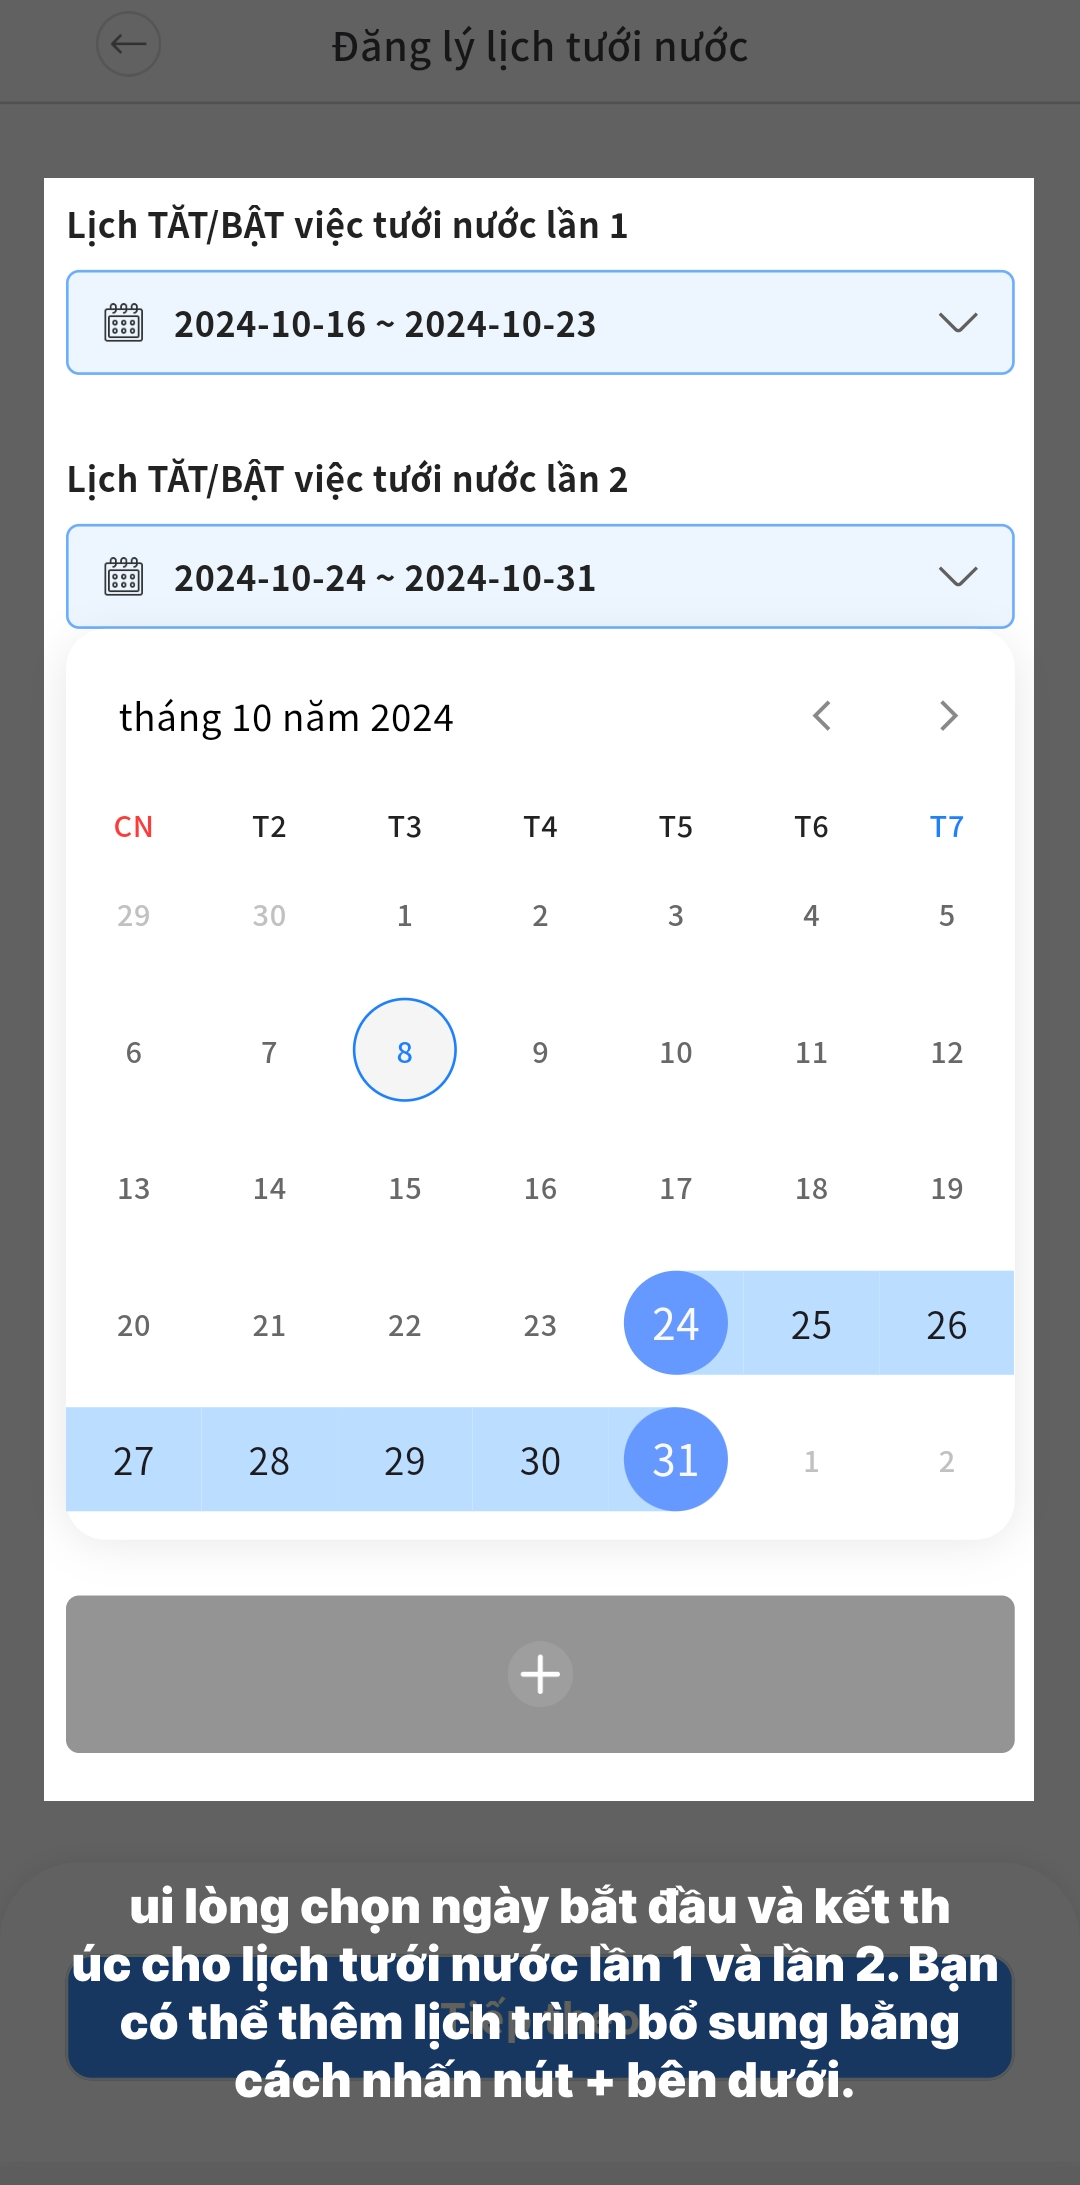 Đăng lý lịch tưới nước
Lịch TẮT/BẬT việc tưới nước lần 1
2024-10-16 ~ 2024-10-23
Lịch TẮT/BẬT việc tưới nước lần 2
2024-10-24 ~ 2024-10-31
tháng 10 năm 2024
CN T2 T3 T4 T5 T6 T7
29 30 1 2 3 4 5
6 7 8 9 10 11 12
13 14 15 16 17 18 19
20 21 22 23 24 25 26
27 28 29 30 31 1 2
ui lòng chọn ngày bắt đầu và kết th
úc cho lịch tưới nước lần 1 và lần 2. Bạn
có thể thêm lịch trình bổ sung bằng
cách nhấn nút + bên dưới.
Tiếp theo